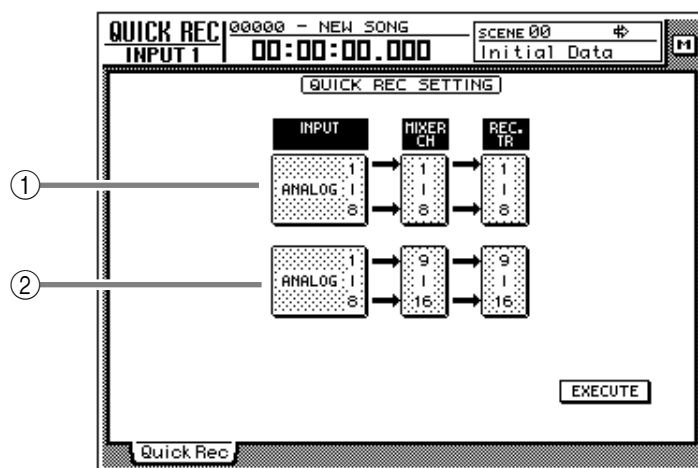 QUICK REC
INPUT 1
00000 - NEW SONG
00:00:00.000
SCENE 00
Initial Data
M
QUICK REC SETTING
INPUT
MIXER CH
REC. TR
①
ANALOG 1 | 8
1 | 8
1 | 8
②
ANALOG 1 | 8
9 | 16
9 | 16
EXECUTE
Quick Rec